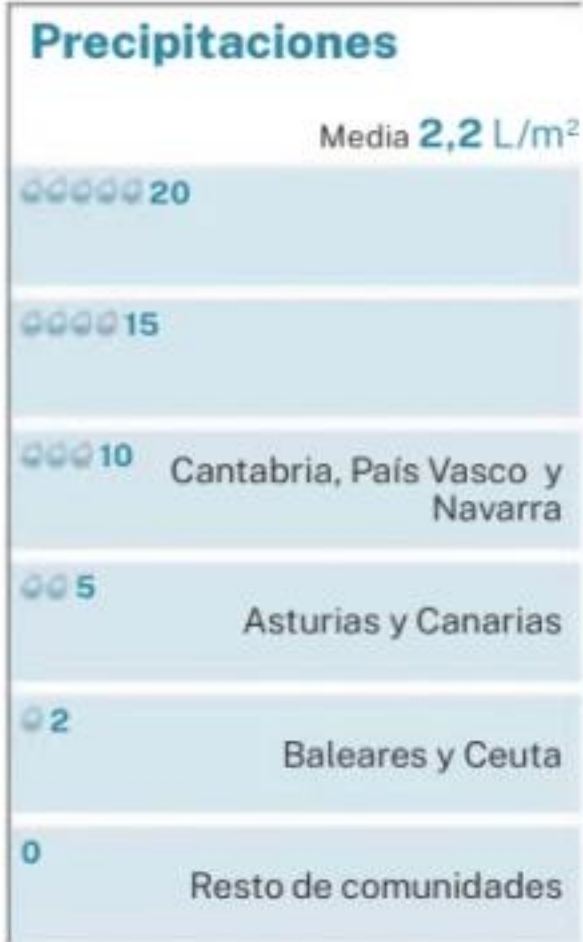 Precipitaciones
Media 2,2 L/m²
20
15
10
Cantabria, País Vasco y
Navarra
5
Asturias y Canarias
2
Baleares y Ceuta
0
Resto de comunidades